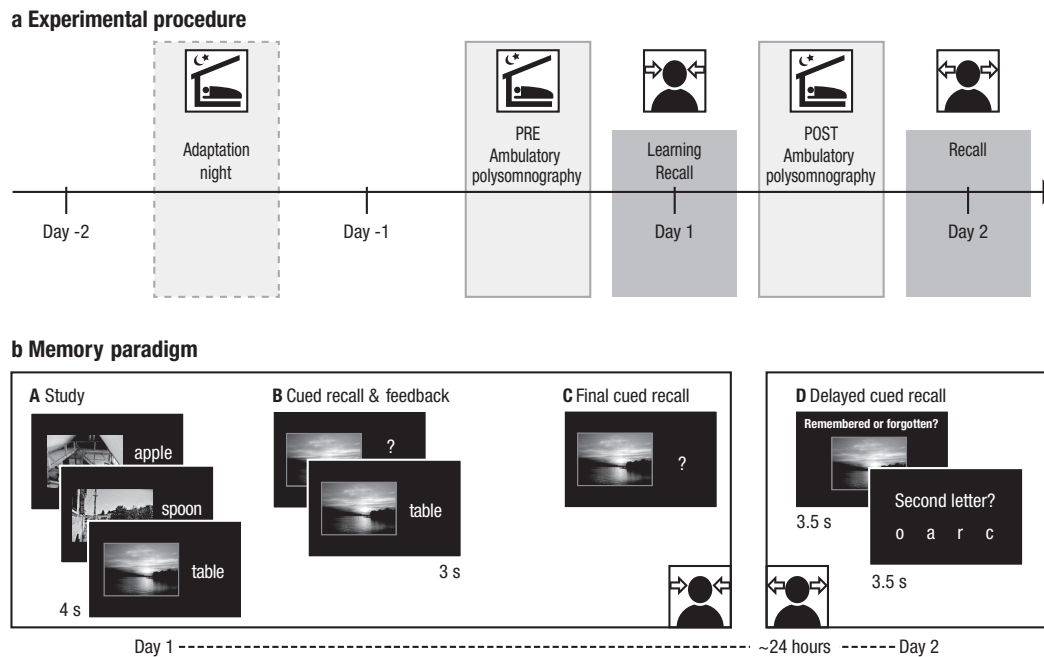 a Experimental procedure
Adaptation
night
PRE
Ambulatory
polysomnography
Learning
Recall
POST
Ambulatory
polysomnography
Recall
Day -2
Day -1
Day 1
Day 2
b Memory paradigm
A Study
apple
spoon
table
4 s
B Cued recall & feedback
?
table
3 s
C Final cued recall
?
D Delayed cued recall
Remembered or forgotten?
3.5 s
Second letter?
o a r c
3.5 s
Day 1 ~24 hours Day 2